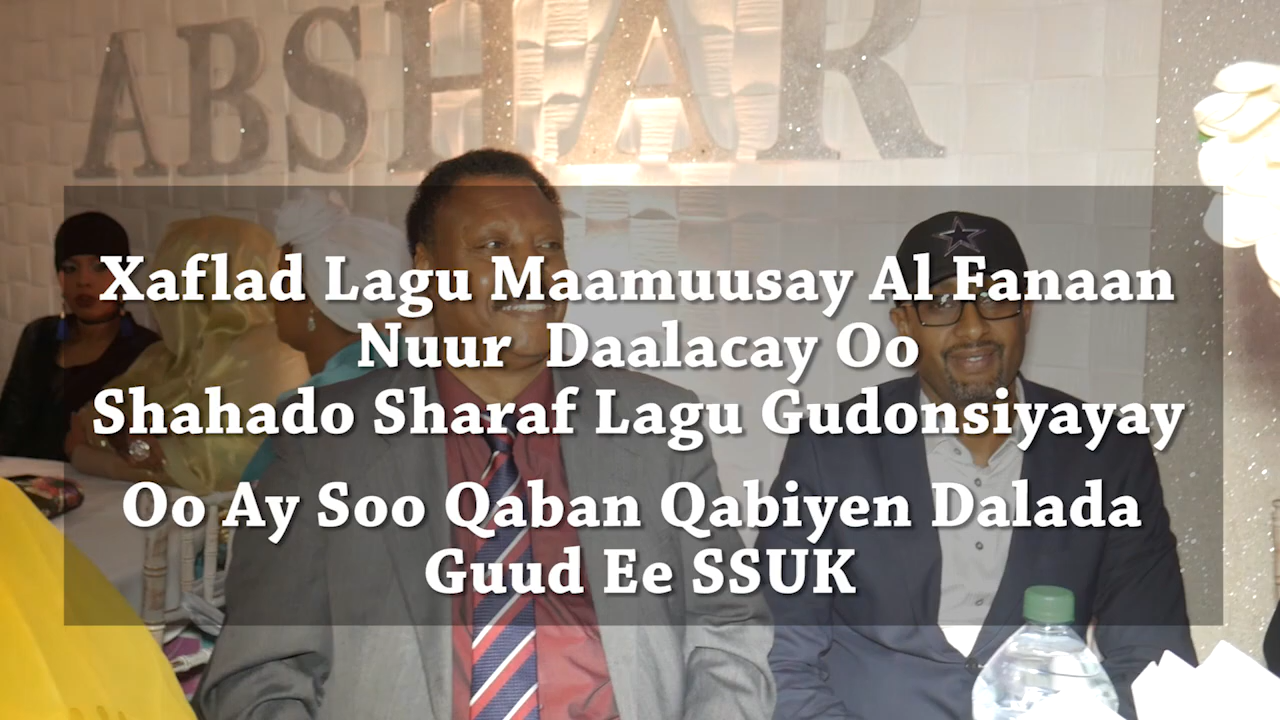 ABSHAR
Xaflad Lagu Maamuusay Al Fanaan
Nuur Daalacay Oo
Shahado Sharaf Lagu Gudonsiyayay
Oo Ay Soo Qaban Qabiyen Dalada
Guud Ee SSUK